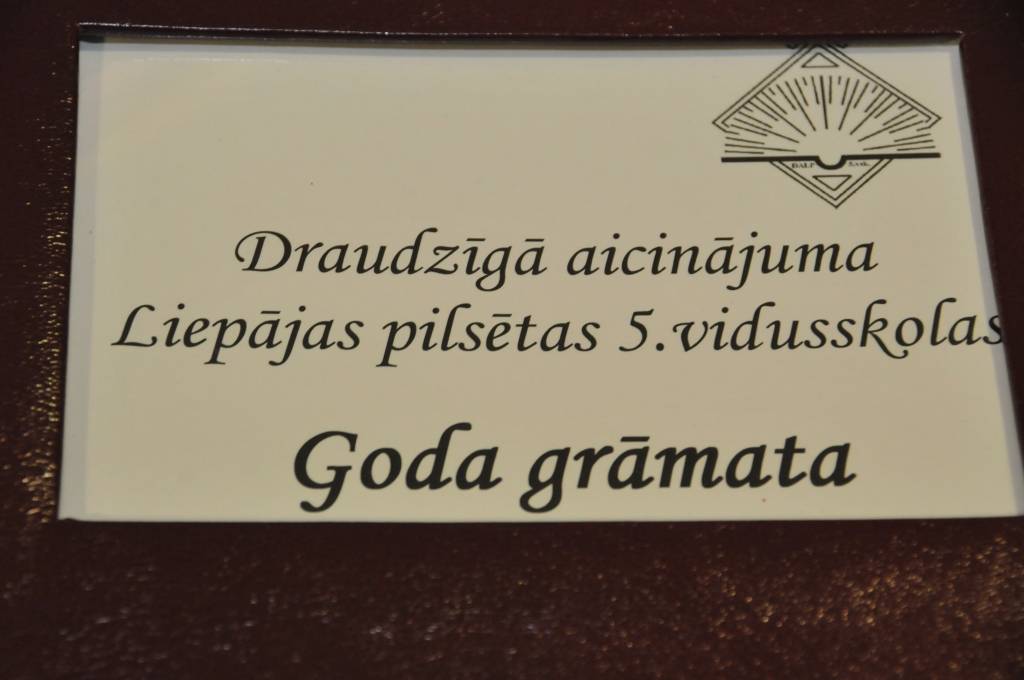 Draudzīgā aicinājuma
Liepājas pilsētas 5.vidusskolas
Goda grāmata